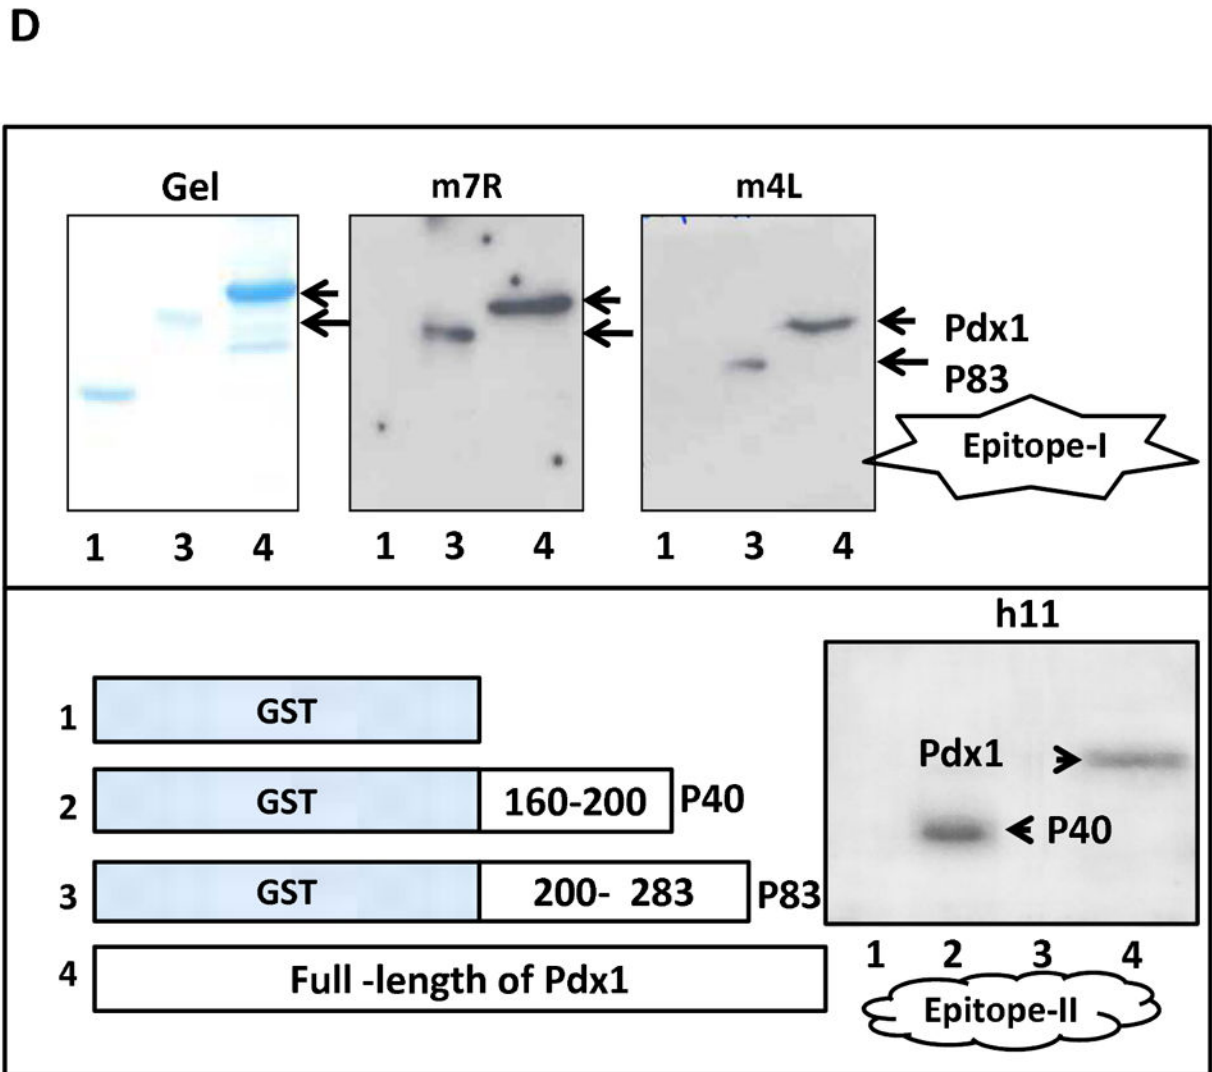 D
Gel m7R m4L
Pdx1
P83
Epitope-I
1 3 4 1 3 4 1 3 4
h11
1 GST
2 GST 160-200 P40
3 GST 200- 283 P83
4 Full -length of Pdx1
Pdx1
P40
1 2 3 4
Epitope-II